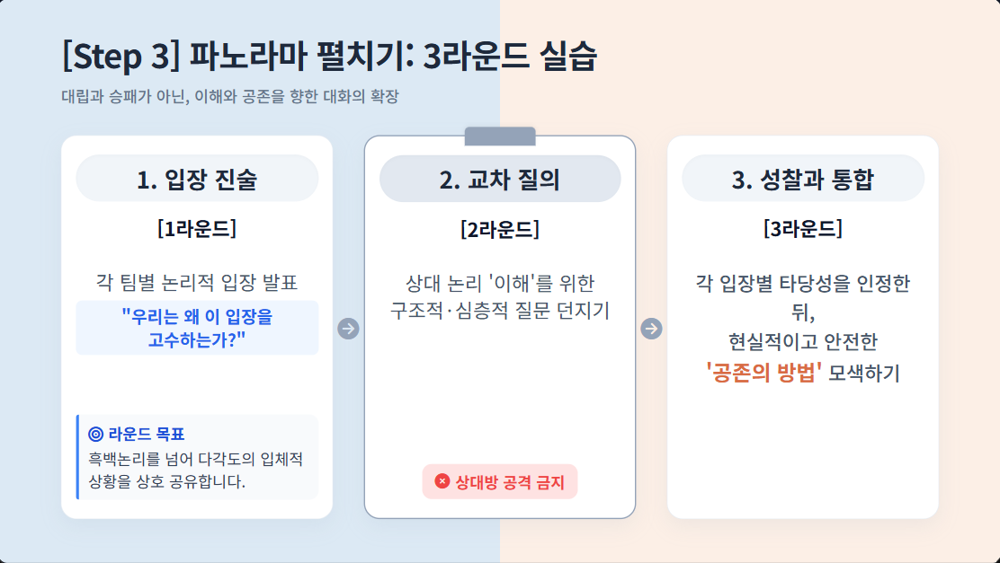 [Step 3] 파노라마 펼치기: 3라운드 실습
대립과 승패가 아닌, 이해와 공존을 향한 대화의 확장
1. 입장 진술
[1라운드]
각 팀별 논리적 입장 발표
"우리는 왜 이 입장을
고수하는가?"
라운드 목표
흑백논리를 넘어 다각도의 입체적
상황을 상호 공유합니다.
2. 교차 질의
[2라운드]
상대 논리 '이해'를 위한
구조적·심층적 질문 던지기
상대방 공격 금지
3. 성찰과 통합
[3라운드]
각 입장별 타당성을 인정한
뒤,
현실적이고 안전한
'공존의 방법' 모색하기